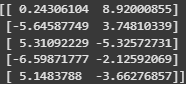 [[ 0.24306104  8.92000855]
 [-5.64587749  3.74810339]
 [ 5.31092229 -5.32572731]
 [-6.59871777 -2.12592069]
 [ 5.1483788  -3.66276857]]